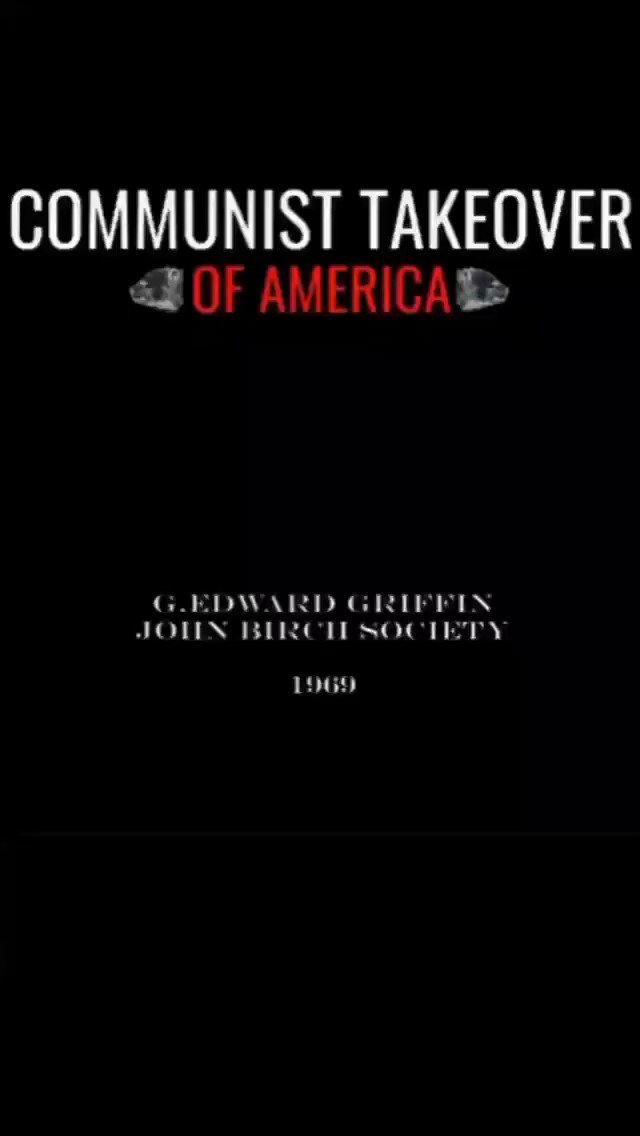 COMMUNIST TAKEOVER
OF AMERICA
G.EDWARD GRIFFIN
JOHN BIRCH SOCIETY
1969